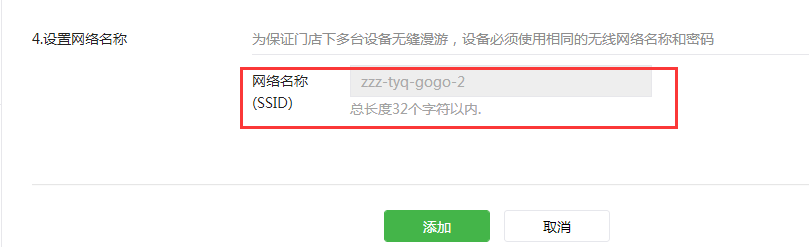 4.设置网络名称 为保证门店下多台设备无缝漫游，设备必须使用相同的无线网络名称和密码
网络名称 zzz-tyq-gogo-2
(SSID) 总长度32个字符以内.
添加 取消